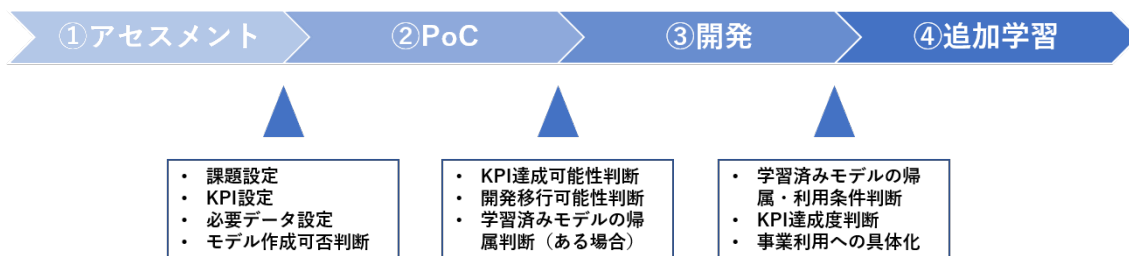 ①アセスメント
②PoC
③開発
④追加学習
• 課題設定
• KPI設定
• 必要データ設定
• モデル作成可否判断
• KPI達成可能性判断
• 開発移行可能性判断
• 学習済みモデルの帰
属判断（ある場合）
• 学習済みモデルの帰
属・利用条件判断
• KPI達成度判断
• 事業利用への具体化